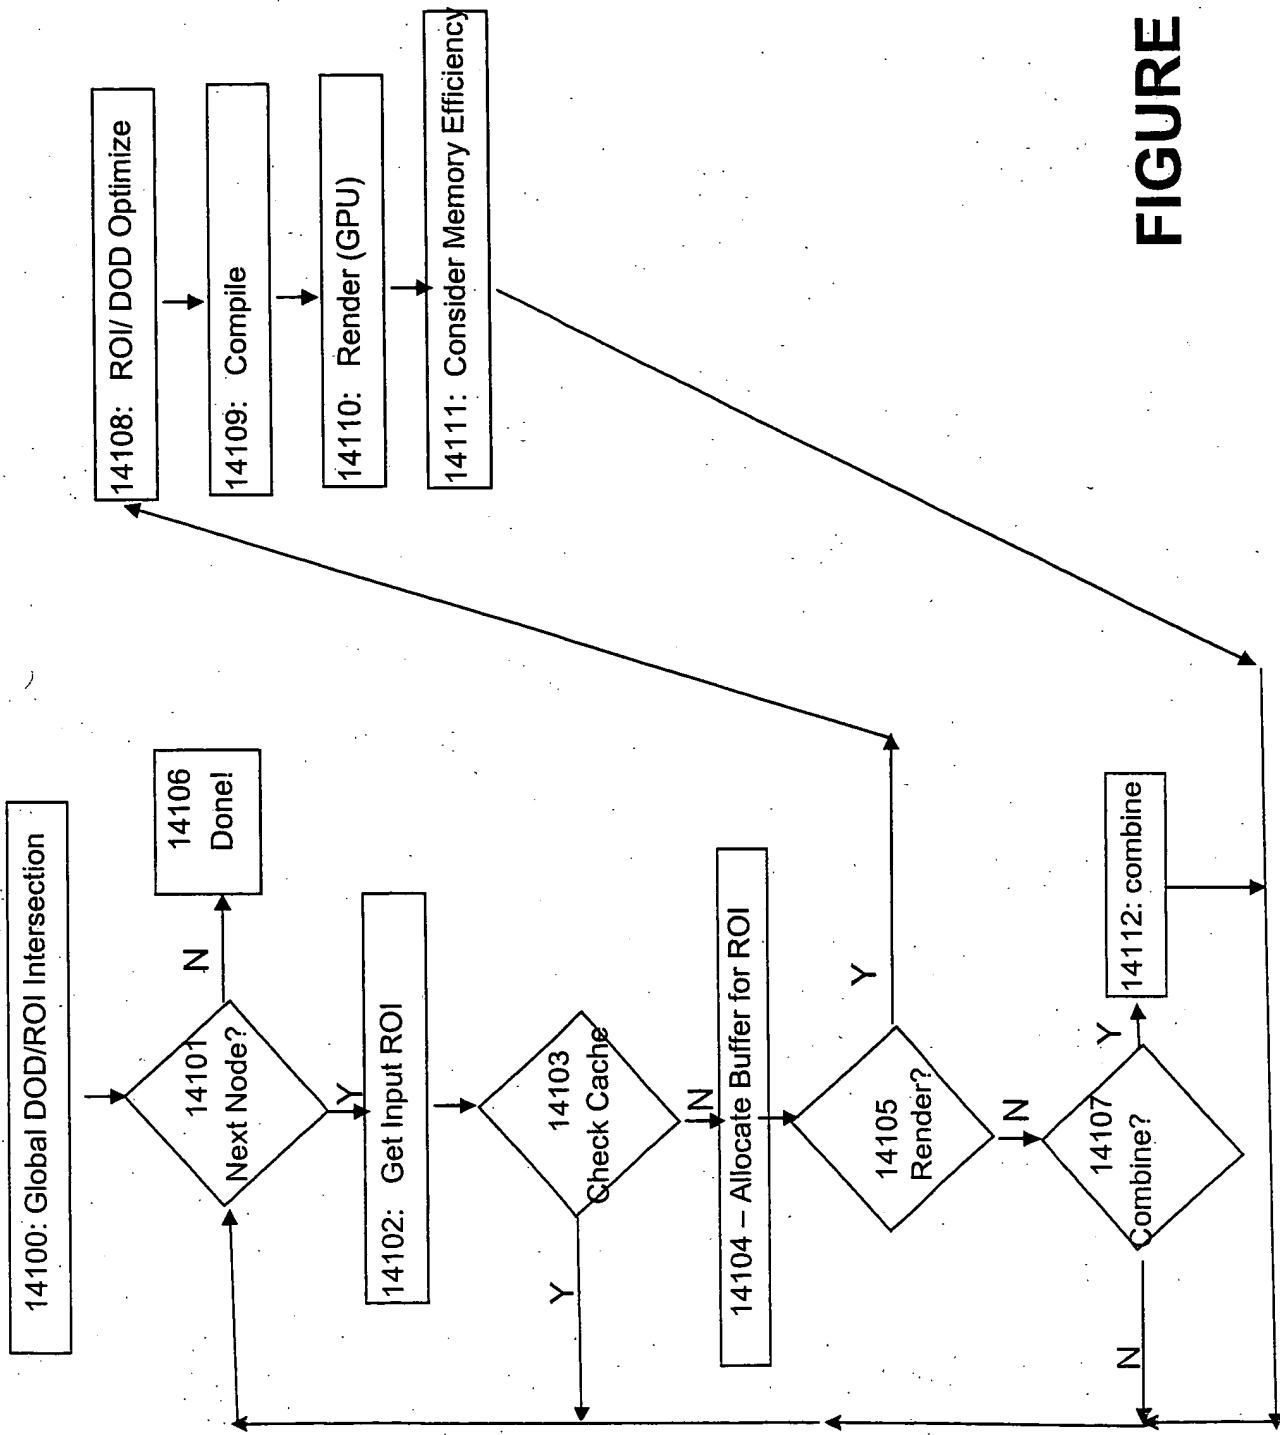 14100: Global DOD/ROI Intersection
14101
Next Node?
N
14106
Done!
Y
14102: Get Input ROI
14103
Check Cache
Y
N
14104 – Allocate Buffer for ROI
14105
Render?
Y
N
14107
Combine?
N
Y
14112: combine
14108: ROI/ DOD Optimize
14109: Compile
14110: Render (GPU)
14111: Consider Memory Efficiency
FIGURE